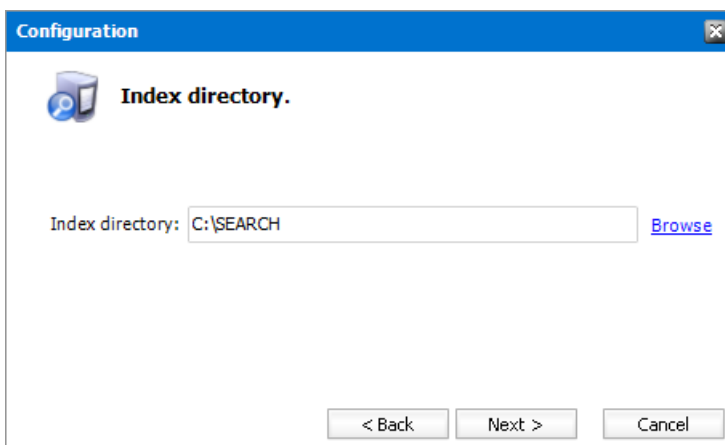 Configuration
Index directory.
Index directory: C:\SEARCH Browse
< Back Next > Cancel